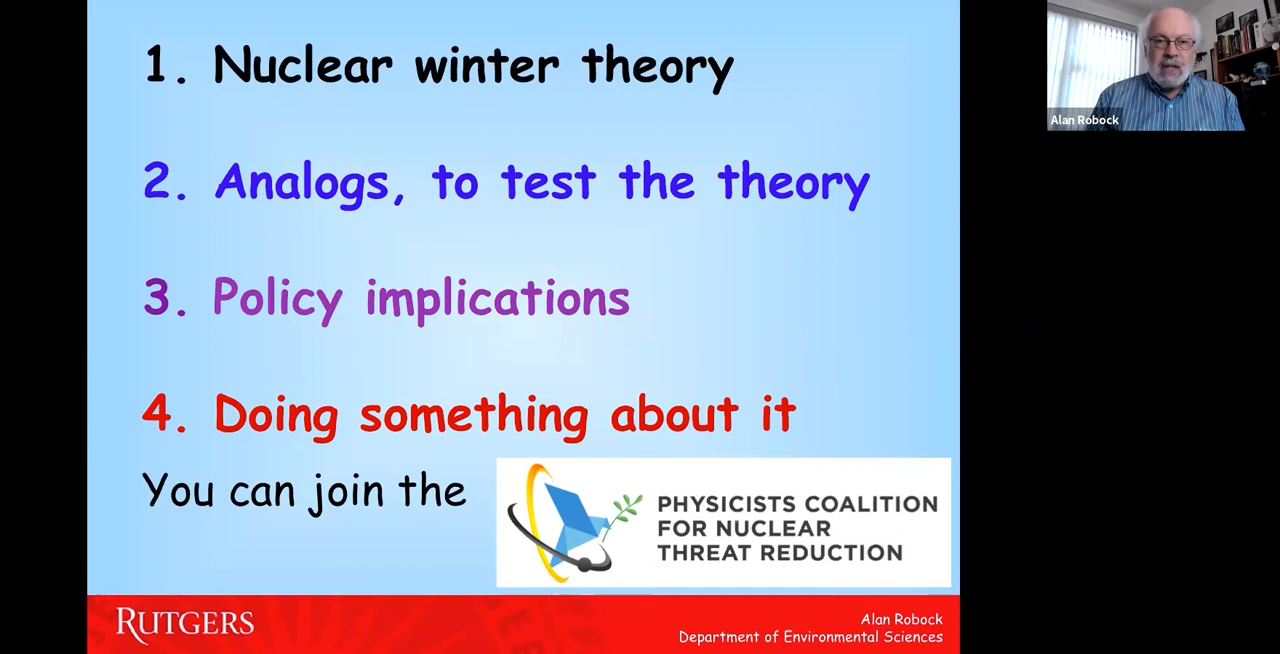 1. Nuclear winter theory
2. Analogs, to test the theory
3. Policy implications
4. Doing something about it
You can join the
PHYSICISTS COALITION
FOR NUCLEAR
THREAT REDUCTION
RUTGERS
Alan Robock
Department of Environmental Sciences
Alan Robock